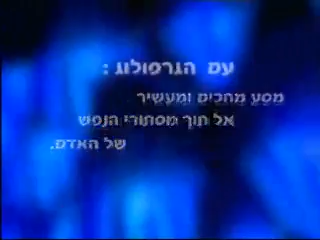 עם הגרפולוג :
מסע מחכים ומעשיר
אל תוך מסתורי הנפש
של האדם.